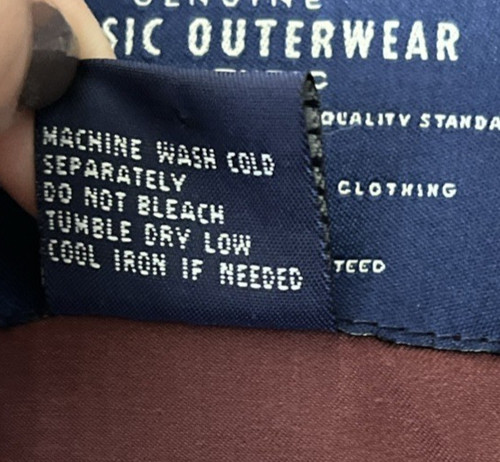 GENUINE
SIC OUTERWEAR
QUALITY STANDA
CLOTHING
TEED
MACHINE WASH COLD
SEPARATELY
DO NOT BLEACH
TUMBLE DRY LOW
COOL IRON IF NEEDED